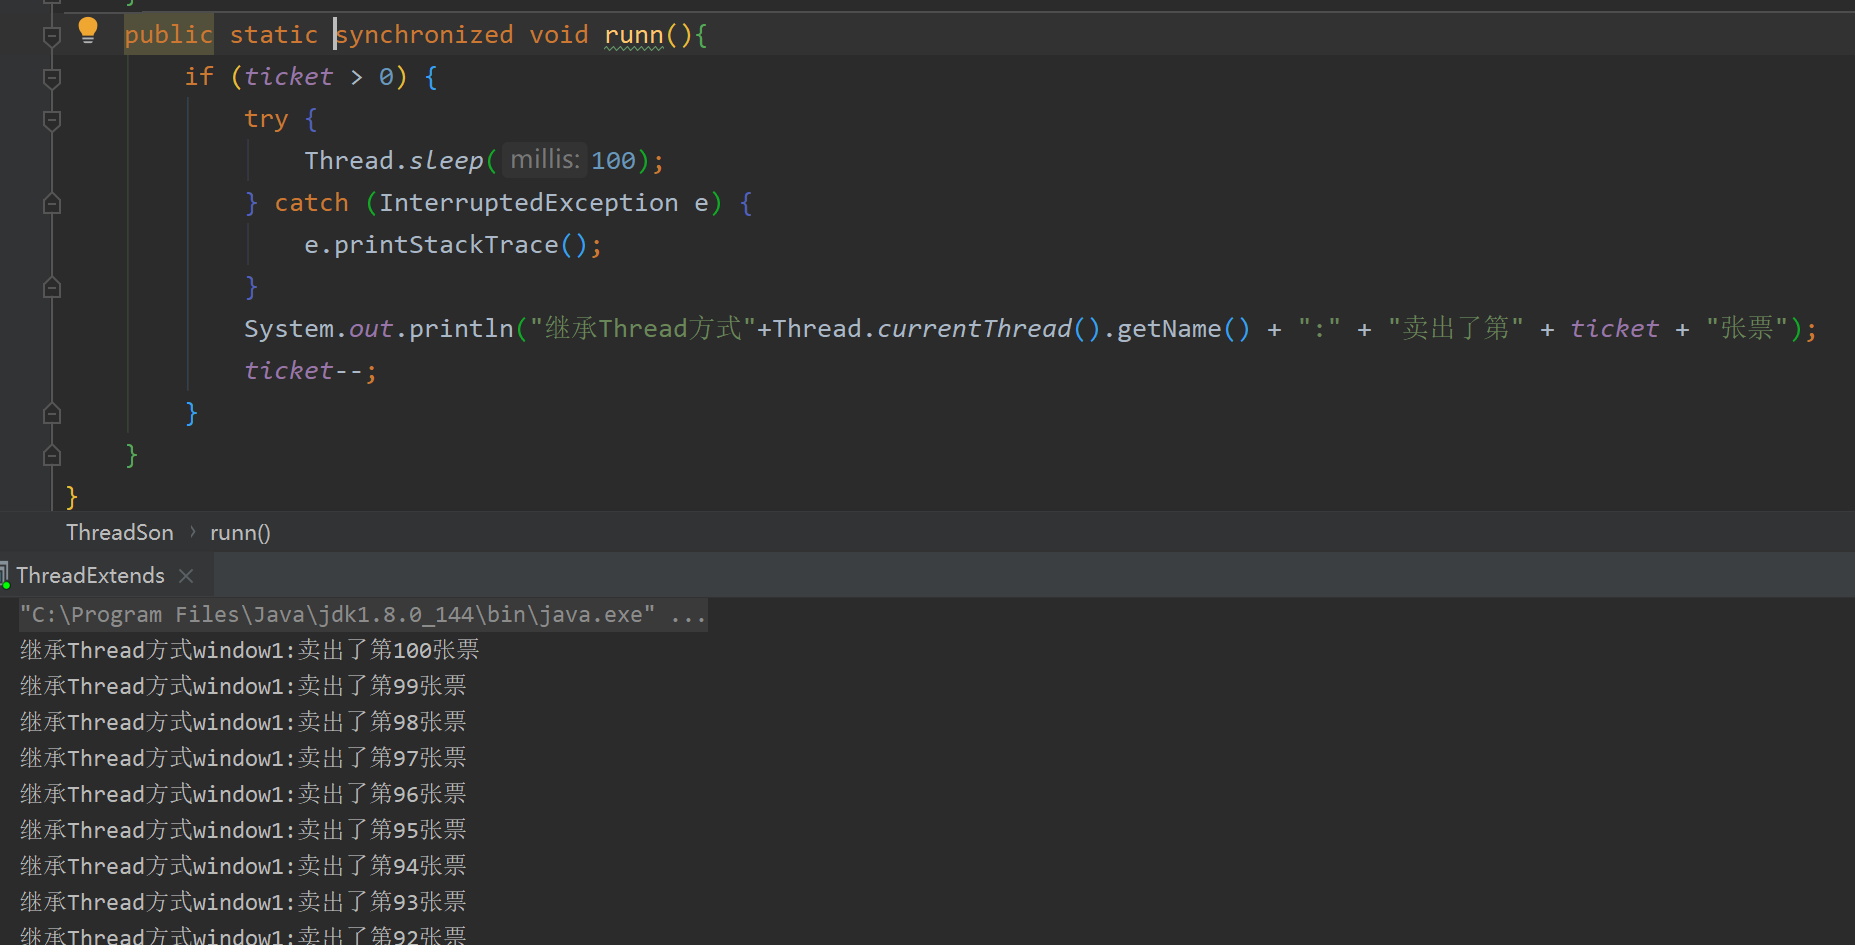 }
public static synchronized void runn(){
if (ticket > 0) {
try {
Thread.sleep( millis: 100);
} catch (InterruptedException e) {
e.printStackTrace();
}
System.out.println("继承Thread方式"+Thread.currentThread().getName() + ":" + "卖出了第" + ticket + "张票");
ticket--;
}
}
}
ThreadSon › runn()
ThreadExtends ×
"C:\Program Files\Java\jdk1.8.0_144\bin\java.exe" ...
继承Thread方式window1:卖出了第100张票
继承Thread方式window1:卖出了第99张票
继承Thread方式window1:卖出了第98张票
继承Thread方式window1:卖出了第97张票
继承Thread方式window1:卖出了第96张票
继承Thread方式window1:卖出了第95张票
继承Thread方式window1:卖出了第94张票
继承Thread方式window1:卖出了第93张票
继承Thread方式window1:卖出了第92张票